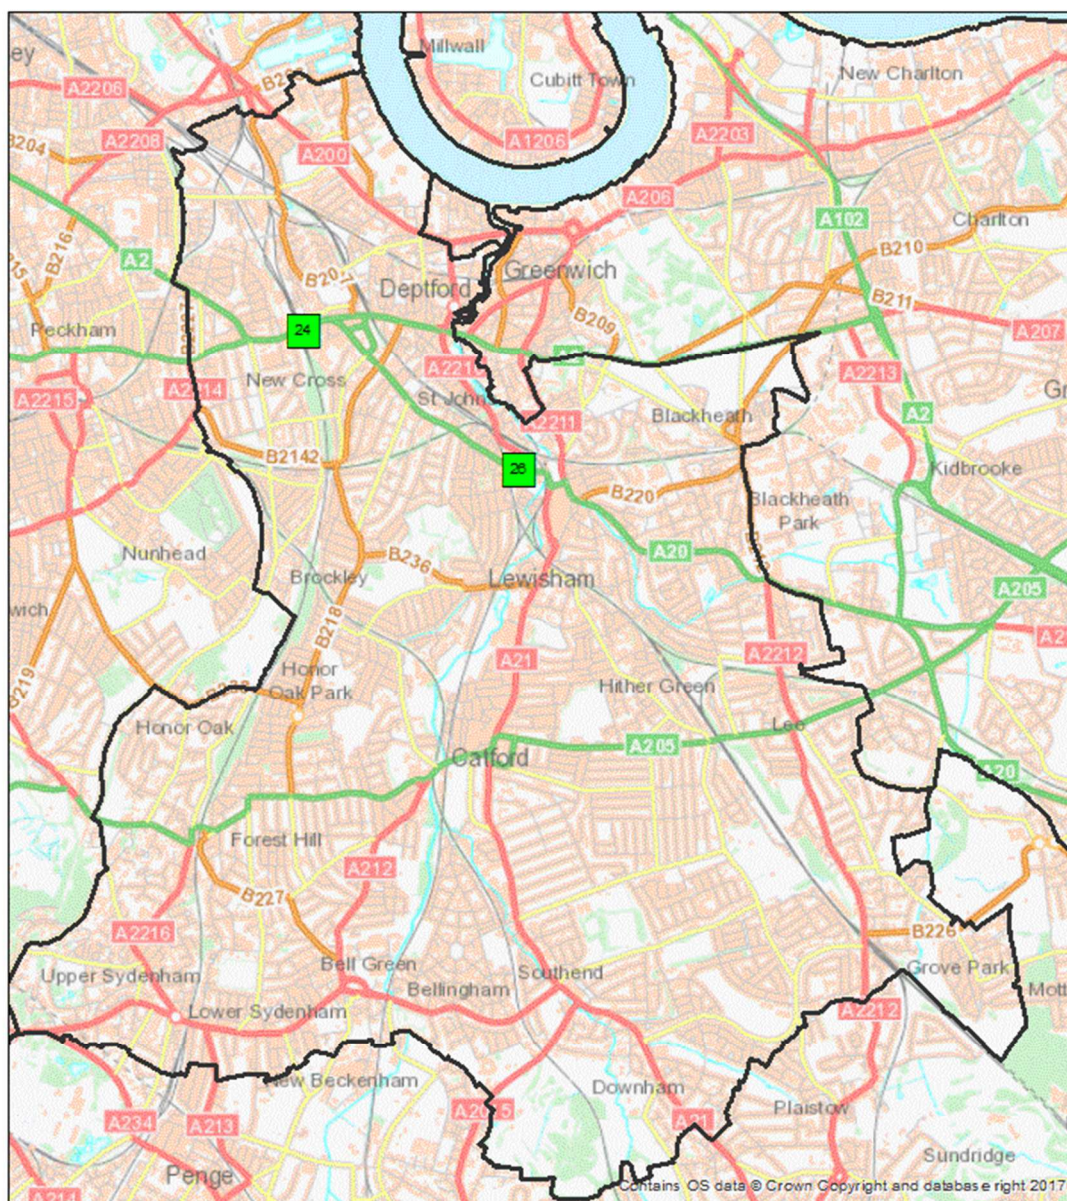 Millwall
Cubitt Town
New Charlton
A2206
A2208
A200
A1206
A2203
A206
A102
Charlton
B216
A2
B210
Greenwich
Deptford
B211
B209
A207
Peckham
24
New Cross
A2214
A2215
St John
A2211
A2213
Blackheath
A2
B2142
26
Kidbrooke
B220
Blackheath
Park
Nunhead
A20
Brockley
B236
Lewisham
A205
B218
B219
A21
A2212
Honor
Oak Park
Hither Green
Honor Oak
Lee
Catford
A205
A20
Forest Hill
A212
B227
A2216
B226
Upper Sydenham
Bell Green
Southend
Grove Park
Bellingham
Lower Sydenham
A2212
New Beckenham
Downham
Plaistow
A234
A213
A2015
A21
Penge
Sundridge
Contains OS data © Crown Copyright and database right 2017